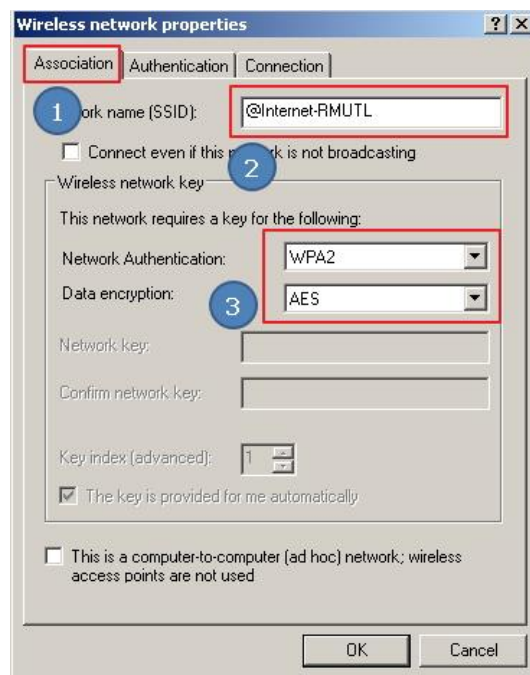 Wireless network properties
Association Authentication Connection
1
ork name (SSID): @Internet-RMUTL
Connect even if this is not broadcasting
2
Wireless network key
This network requires a key for the following:
Network Authentication: WPA2
Data encryption: AES
3
Network key:
Confirm network key:
Key index (advanced): 1
The key is provided for me automatically
This is a computer-to-computer (ad hoc) network; wireless
access points are not used
OK Cancel